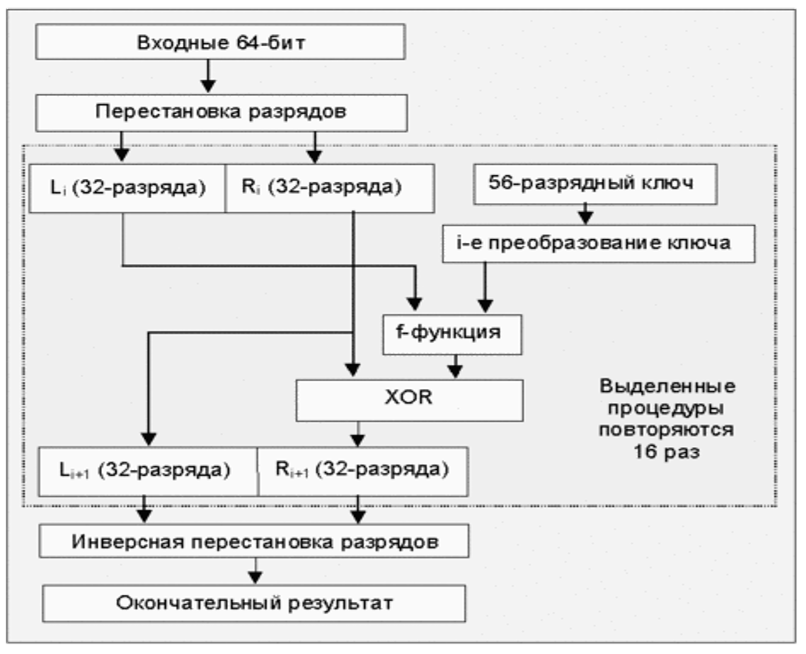 Входные 64-бит
Перестановка разрядов
Li (32-разряда)
Ri (32-разряда)
56-разрядный ключ
i-е преобразование ключа
f-функция
XOR
Выделенные
процедуры
повторяются
16 раз
Li+1 (32-разряда)
Ri+1 (32-разряда)
Инверсная перестановка разрядов
Окончательный результат